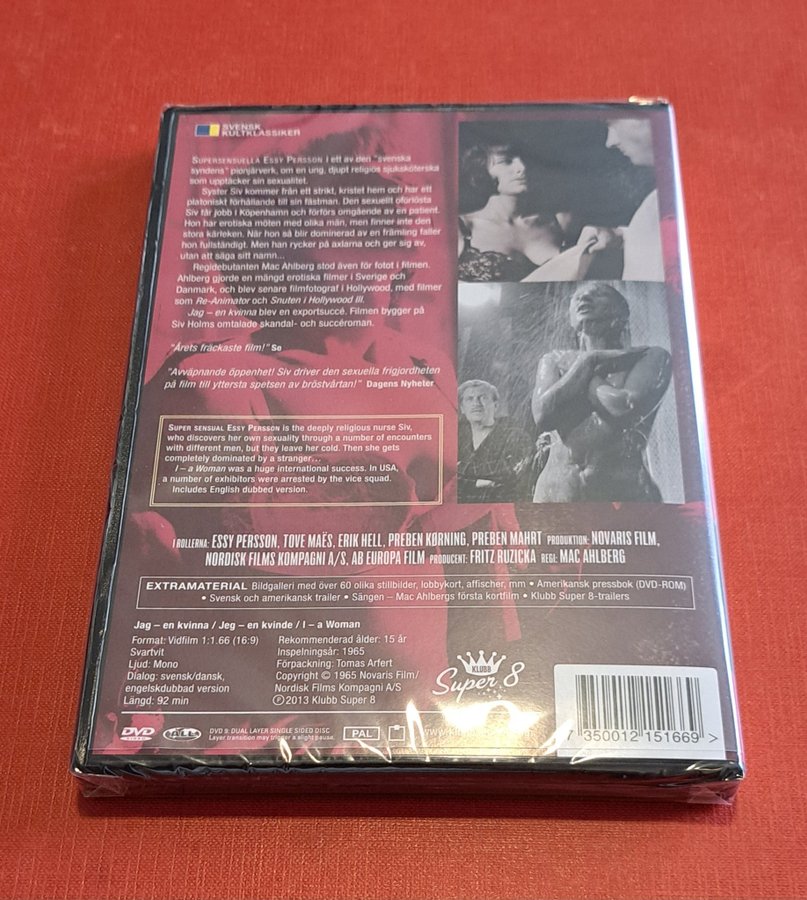 SVENSK
KULTKLASSIKER
SUPERSENSUELLA ESSY PERSSON i ett av den "svenska
syndens" pionjärverk, om en ung, djupt religiös sjuksköterska
som upptäcker sin sexualitet.
Syster Siv kommer från ett strikt, kristet hem och har ett
platoniskt förhållande till sin fästman. Den sexuellt oförlösta
Siv får jobb i Köpenhamn och förförs omgående av en patient.
Hon har erotiska möten med olika män, men finner inte den
stora kärleken. När hon så blir dominerad av en främling faller
hon fullständigt. Men han rycker på axlarna och ger sig av,
utan att säga sitt namn...
Regidebutanten Mac Ahlberg stod även för fotot i filmen.
Ahlberg gjorde en mängd erotiska filmer i Sverige och
Danmark, och blev senare filmfotograf i Hollywood, med filmer
som Re-Animator och Snuten i Hollywood III.
Jag – en kvinna blev en exportsuccé. Filmen bygger på
Siv Holms omtalade skandal- och succéroman.
"Årets fräckaste film!" Se
"Avväpnande öppenhet! Siv driver den sexuella frigjordheten
på film till yttersta spetsen av bröstvårtan!" Dagens Nyheter
SUPER SENSUAL ESSY PERSSON is the deeply religious nurse Siv,
who discovers her own sexuality through a number of encounters
with different men, but they leave her cold. Then she gets
completely dominated by a stranger...
I – a Woman was a huge international success. In USA,
a number of exhibitors were arrested by the vice squad.
Includes English dubbed version.
I ROLLERNA: ESSY PERSSON, TOVE MAËS, ERIK HELL, PREBEN KØRNING, PREBEN MAHRT PRODUKTION: NOVARIS FILM,
NORDISK FILMS KOMPAGNI A/S, AB EUROPA FILM PRODUCENT: FRITZ RUZICKA REGI: MAC AHLBERG
EXTRAMATERIAL Bildgalleri med över 60 olika stillbilder, lobbykort, affischer, mm • Amerikansk pressbok (DVD-ROM)
• Svensk och amerikansk trailer • Sängen – Mac Ahlbergs första kortfilm • Klubb Super 8-trailers
Jag – en kvinna / Jeg – en kvinde / I – a Woman
Format: Vidfilm 1:1.66 (16:9)
Svartvit
Ljud: Mono
Dialog: svensk/dansk,
engelskdubbad version
Längd: 92 min
Rekommenderad ålder: 15 år
Inspelningsår: 1965
Förpackning: Tomas Arfert
Copyright © 1965 Novaris Film/
Nordisk Films Kompagni A/S
℗ 2013 Klubb Super 8
KLUBB
Super 8
DVD
VIDEO
ALL
DVD 9: DUAL LAYER SINGLE SIDED DISC
Layer transition may trigger a slight pause.
PAL
7 350012 151669 >